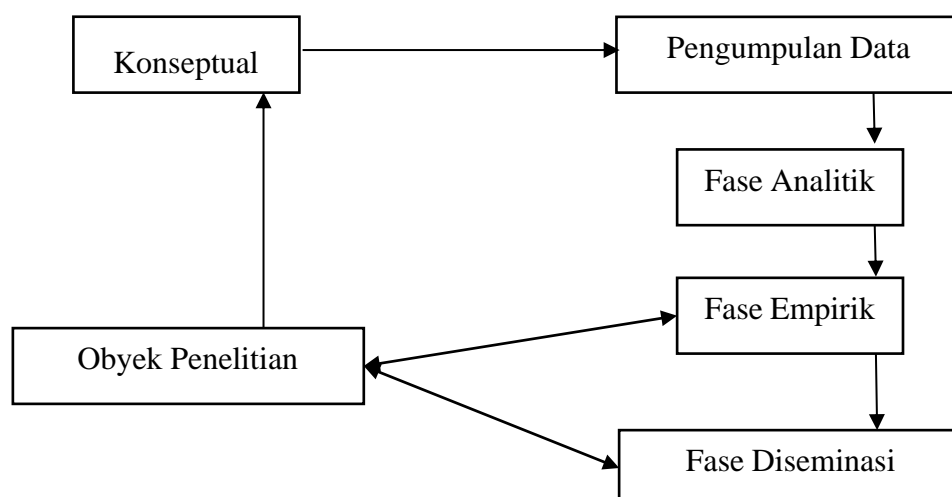 Konseptual
Pengumpulan Data
Fase Analitik
Fase Empirik
Obyek Penelitian
Fase Diseminasi